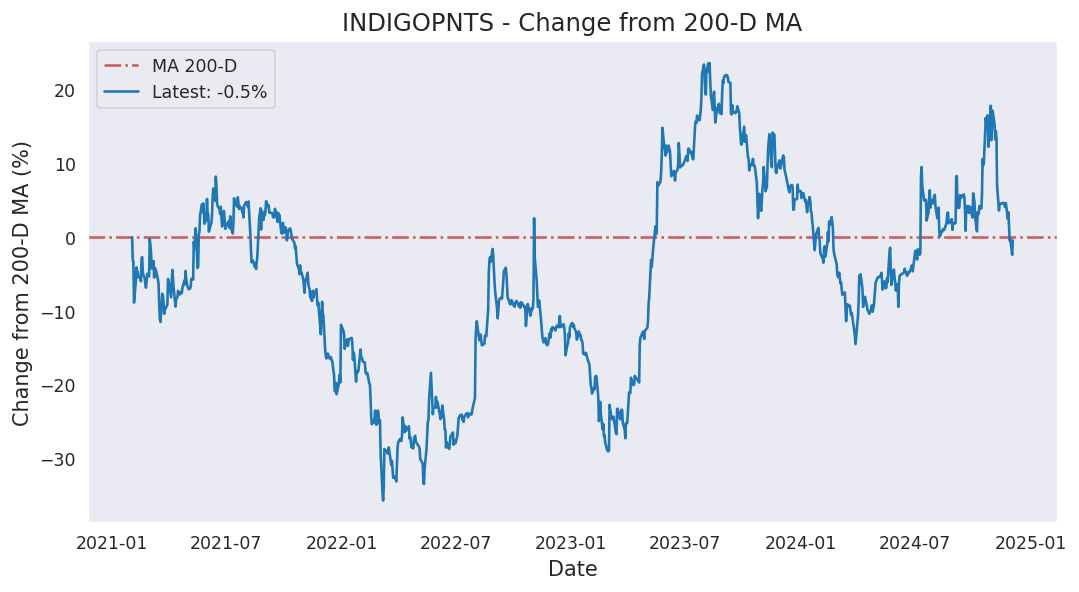 INDIGOPNTS - Change from 200-D MA
MA 200-D
Latest: -0.5%
Change from 200-D MA (%)
20
10
0
−10
−20
−30
2021-01 2021-07 2022-01 2022-07 2023-01 2023-07 2024-01 2024-07 2025-01
Date